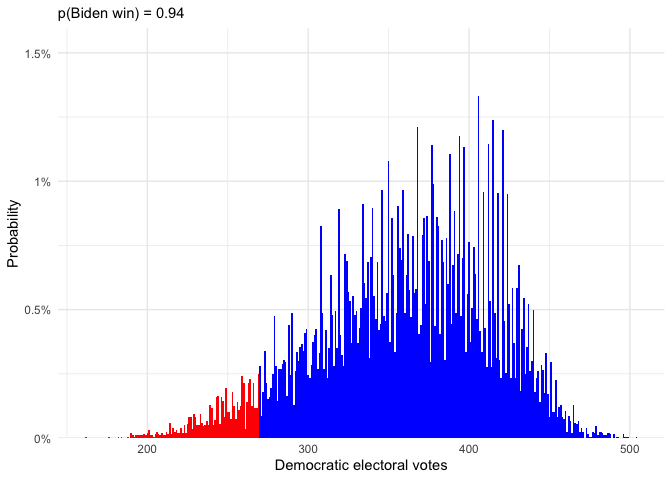 p(Biden win) = 0.94
1.5%
1%
0.5%
0%
Probability
200
300
400
500
Democratic electoral votes